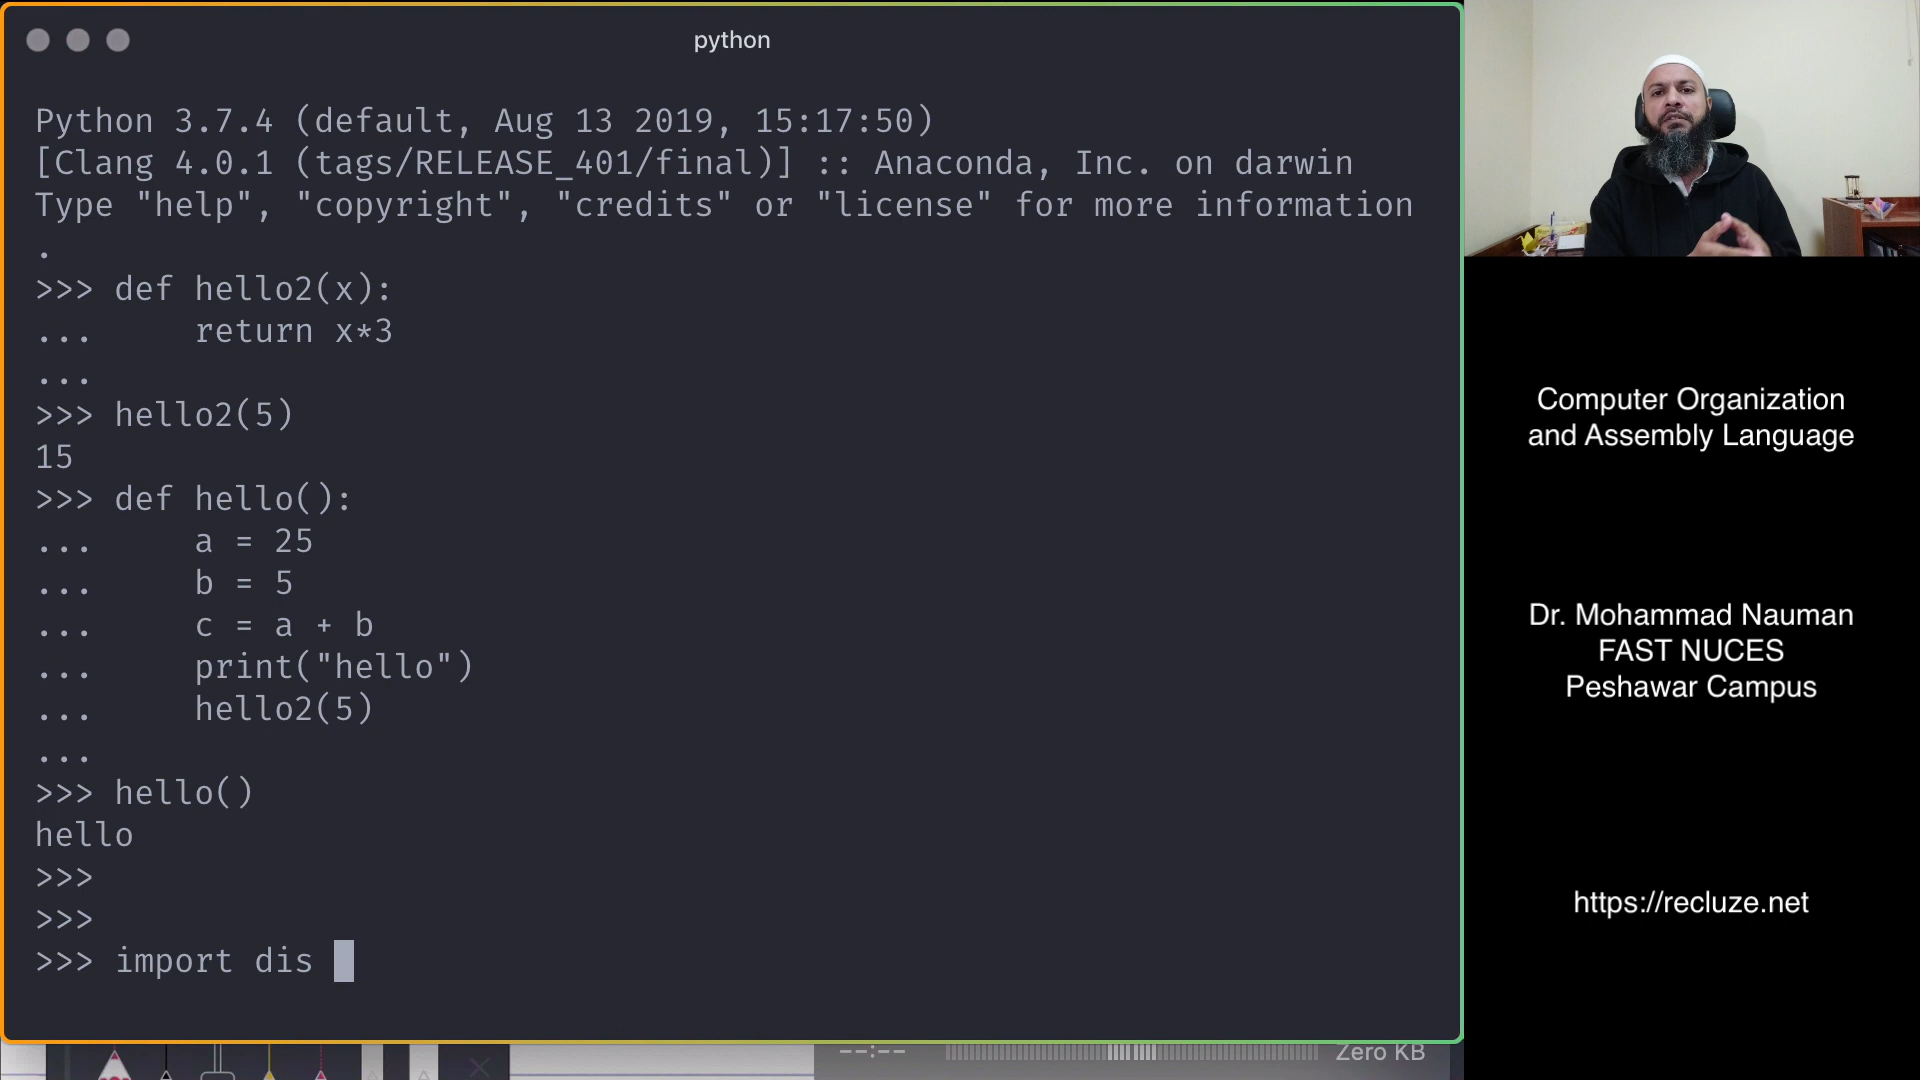 python
Python 3.7.4 (default, Aug 13 2019, 15:17:50)
[Clang 4.0.1 (tags/RELEASE_401/final)] :: Anaconda, Inc. on darwin
Type "help", "copyright", "credits" or "license" for more information
.
>>> def hello2(x):
...     return x*3
...
>>> hello2(5)
15
>>> def hello():
...     a = 25
...     b = 5
...     c = a + b
...     print("hello")
...     hello2(5)
...
>>> hello()
hello
>>>
>>>
>>> import dis
--:--
Zero KB
Computer Organization
and Assembly Language
Dr. Mohammad Nauman
FAST NUCES
Peshawar Campus
https://recluze.net